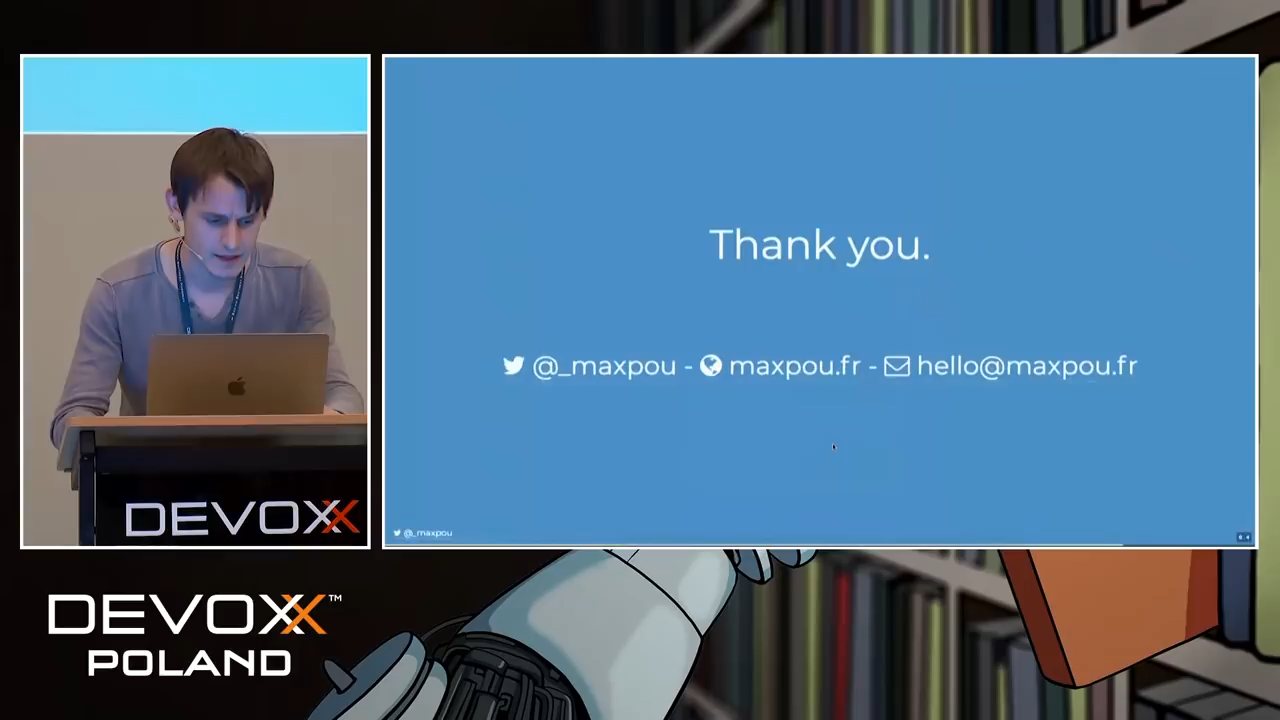 Thank you.
@_maxpou - maxpou.fr - hello@maxpou.fr
@_maxpou
DEVOXX
DEVOXX™
POLAND